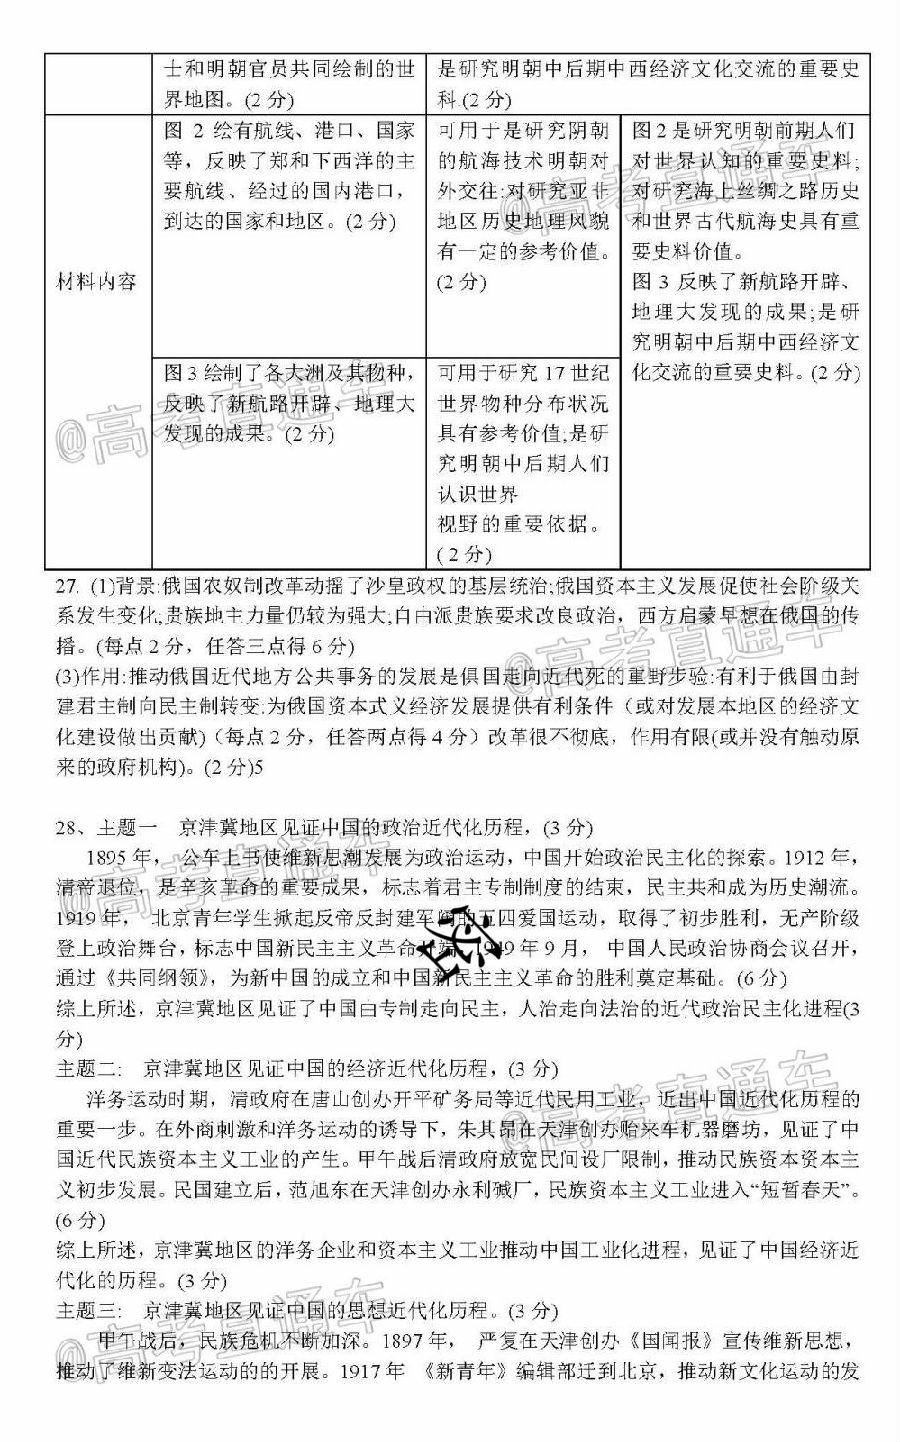 士和明朝官员共同绘制的世
界地图。(2 分)
是研究明朝中后期中西经济文化交流的重要史
料.(2 分)
材料内容
图 2 绘有航线、港口、国家
等，反映了郑和下西洋的主
要航线、经过的国内港口，
到达的国家和地区。(2 分)
可用于是研究阴朝
的航海技术明朝对
外交往:对研究亚非
地区历史地理风貌
有一定的参考价值。
(2 分)
图 2 是研究明朝前期人们
对世界认知的重要史料;
对研究海上丝绸之路历史
和世界古代航海史具有重
要史料价值。
图 3 反映了新航路开辟、
地理大发现的成果;是研
究明朝中后期中西经济文
化交流的重要史料。(2 分)
图 3 绘制了各大洲及其物种，
反映了新航路开辟、地理大
发现的成果。(2 分)
可用于研究 17 世纪
世界物种分布状况
具有参考价值;是研
究明朝中后期人们
认识世界
视野的重要依据。
( 2 分)
27. (1)背景:俄国农奴制改革动摇了沙皇政权的基层统治;俄国资本主义发展促使社会阶级关
系发生变化;贵族地主力量仍较为强大;自由派贵族要求改良政治，西方启蒙早想在俄国的传
播。(每点 2 分，任答三点得 6 分)
(3)作用:推动俄国近代地方公共事务的发展是俱国走向近代死的重野步验:有利于俄国由封
建君主制向民主制转变:为俄国资本式义经济发展提供有利条件（或对发展本地区的经济文
化建设做出贡献)（每点 2 分，任答两点得 4 分）改革很不彻底，作用有限(或并没有触动原
来的政府机构)。(2 分)5
28、主题一 京津冀地区见证中国的政治近代化历程，(3 分)
1895 年， 公车上书使维新思潮发展为政治运动，中国开始政治民主化的探索。1912 年，
清帝退位，是辛亥革命的重要成果，标志着君主专制制度的结束，民主共和成为历史潮流。
1919 年， 北京青年学生掀起反帝反封建军阀的五四爱国运动，取得了初步胜利，无产阶级
登上政治舞台，标志中国新民主主义革命 端 1949 年 9 月， 中国人民政治协商会议召开，
通过《共同纲领》，为新中国的成立和中国新民主主义革命的胜利奠定基础。(6 分)
综上所述，京津冀地区见证了中国由专制走向民主，人治走向法治的近代政治民主化进程(3
分)
主题二: 京津冀地区见证中国的经济近代化历程，(3 分)
洋务运动时期，清政府在唐山创办开平矿务局等近代民用工业，近出中国近代化历程的
重要一步。在外商刺激和洋务运动的诱导下，朱其昂在天津创办贻来牟机器磨坊，见证了中
国近代民族资本主义工业的产生。甲午战后清政府放宽民间设厂限制，推动民族资本资本主
义初步发展。民国建立后，范旭东在天津创办永利碱厂，民族资本主义工业进入“短暂春天”。
(6 分)
综上所述，京津冀地区的洋务企业和资本主义工业推动中国工业化进程，见证了中国经济近
代化的历程。(3 分)
主题三: 京津冀地区见证中国的思想近代化历程。(3 分)
甲午战后，民族危机不断加深。1897 年， 严复在天津创办《国闻报》宣传维新思想，
推动了维新变法运动的的开展。1917 年 《新青年》编辑部迁到北京，推动新文化运动的发
@高考直通车
@高考直通车
@高考直通车
@高考直通车
@高考直通车
@高考直通车